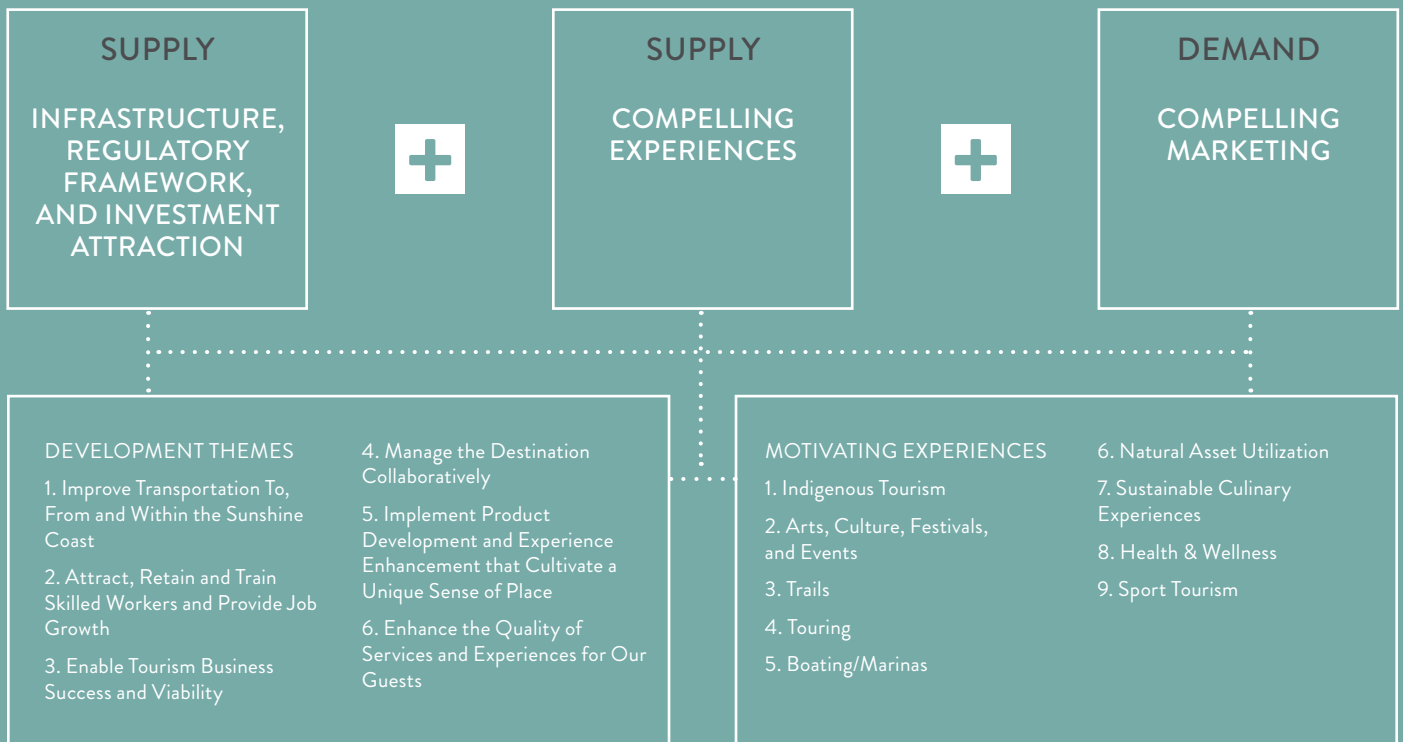 SUPPLY
INFRASTRUCTURE,
REGULATORY
FRAMEWORK,
AND INVESTMENT
ATTRACTION
SUPPLY
COMPELLING
EXPERIENCES
DEMAND
COMPELLING
MARKETING
DEVELOPMENT THEMES
1. Improve Transportation To,
From and Within the Sunshine
Coast
2. Attract, Retain and Train
Skilled Workers and Provide Job
Growth
3. Enable Tourism Business
Success and Viability
4. Manage the Destination
Collaboratively
5. Implement Product
Development and Experience
Enhancement that Cultivate a
Unique Sense of Place
6. Enhance the Quality of
Services and Experiences for Our
Guests
MOTIVATING EXPERIENCES
1. Indigenous Tourism
2. Arts, Culture, Festivals,
and Events
3. Trails
4. Touring
5. Boating/Marinas
6. Natural Asset Utilization
7. Sustainable Culinary
Experiences
8. Health & Wellness
9. Sport Tourism